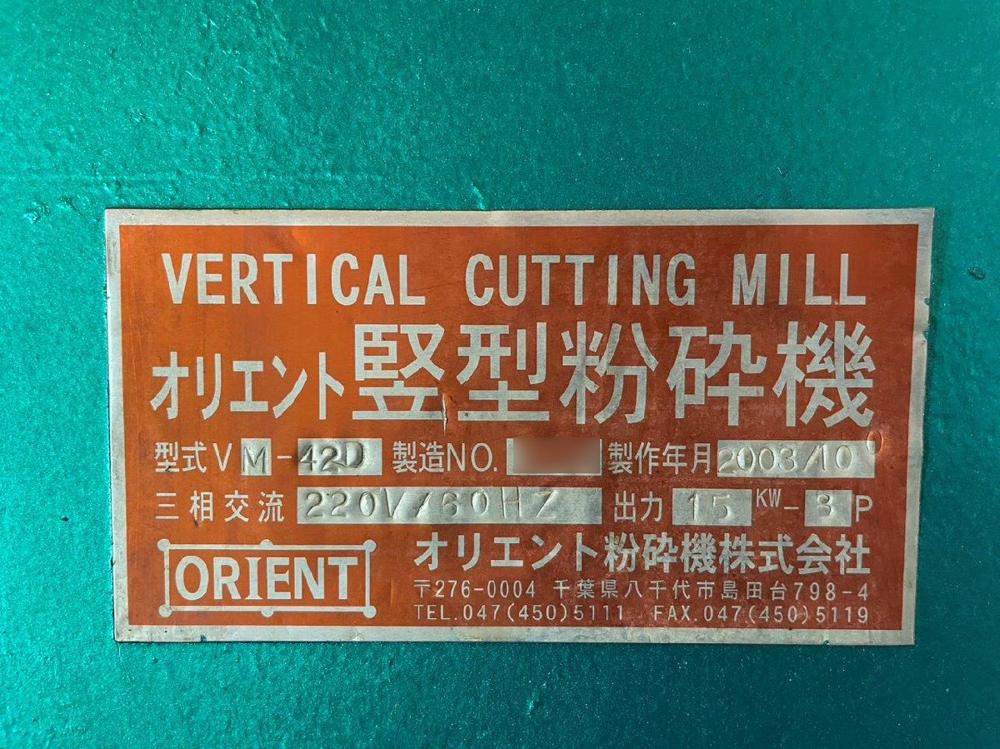 VERTICAL CUTTING MILL
オリエント竪型粉砕機
型式VM-42D 製造NO. 製作年月2003/10
三相交流 220V/60HZ 出力 15 KW-3P
ORIENT
オリエント粉砕機株式会社
〒276-0004 千葉県八千代市島田台798-4
TEL.047(450)5111 FAX.047(450)5119